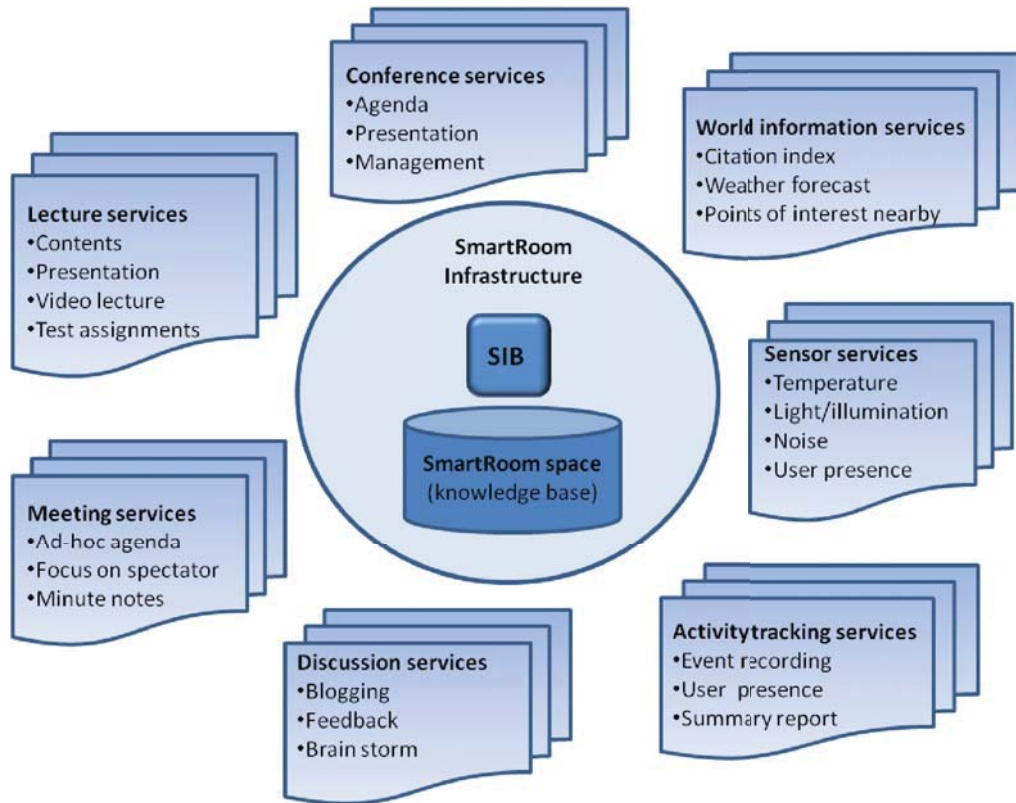 Conference services
•Agenda
•Presentation
•Management
World information services
•Citation index
•Weather forecast
•Points of interest nearby
Lecture services
•Contents
•Presentation
•Video lecture
•Test assignments
SmartRoom
Infrastructure
SIB
SmartRoom space
(knowledge base)
Sensor services
•Temperature
•Light/illumination
•Noise
•User presence
Meeting services
•Ad-hoc agenda
•Focus on spectator
•Minute notes
Discussion services
•Blogging
•Feedback
•Brain storm
Activity tracking services
•Event recording
•User presence
•Summary report